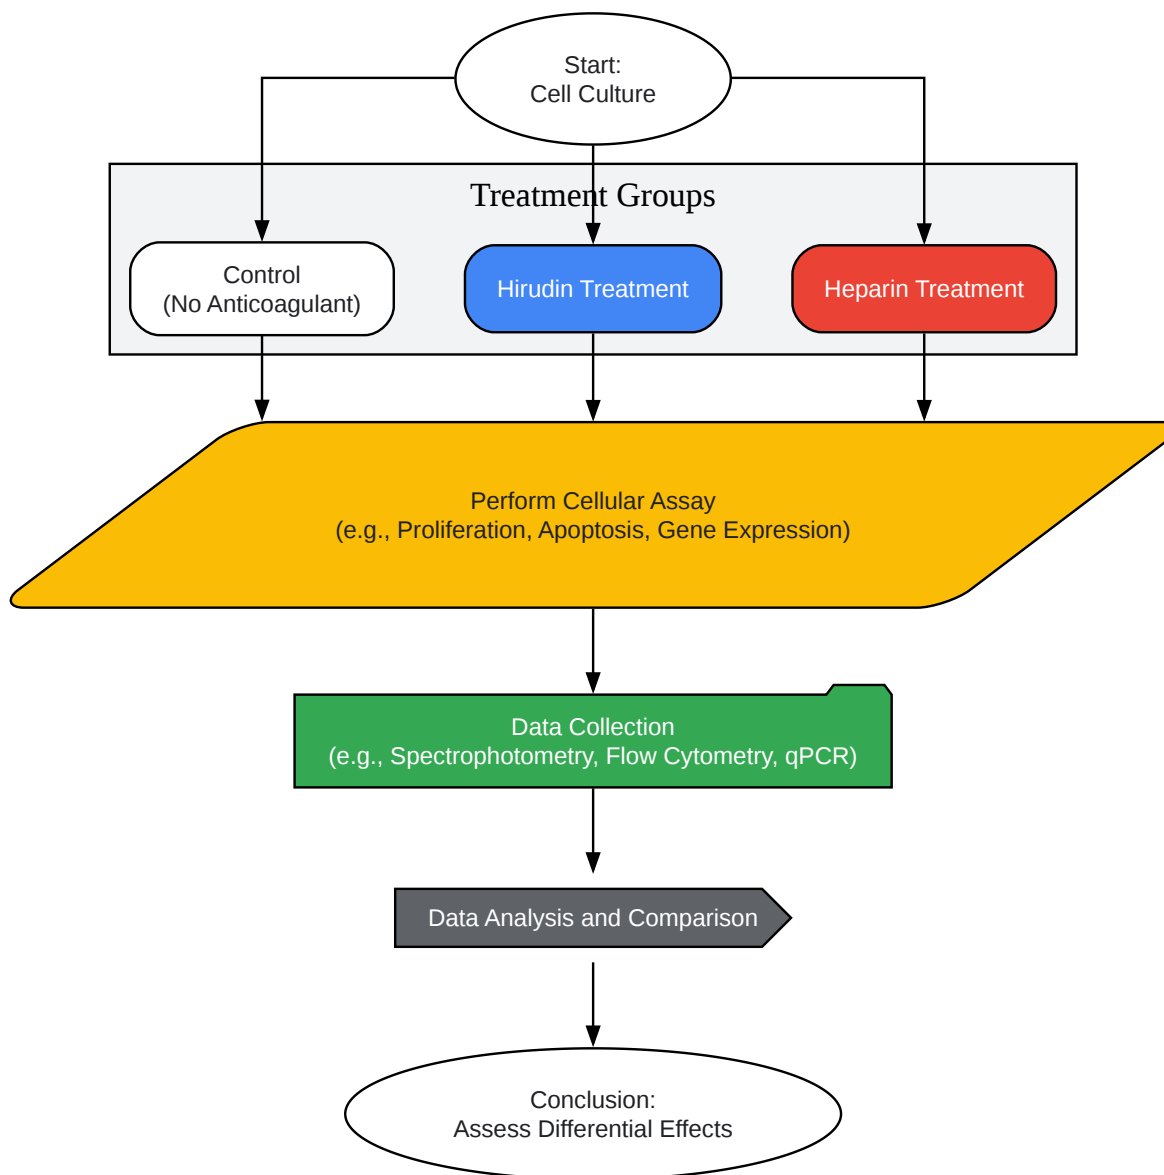 Start:
Cell Culture
Treatment Groups
Control
(No Anticoagulant)
Hirudin Treatment
Heparin Treatment
Perform Cellular Assay
(e.g., Proliferation, Apoptosis, Gene Expression)
Data Collection
(e.g., Spectrophotometry, Flow Cytometry, qPCR)
Data Analysis and Comparison
Conclusion:
Assess Differential Effects